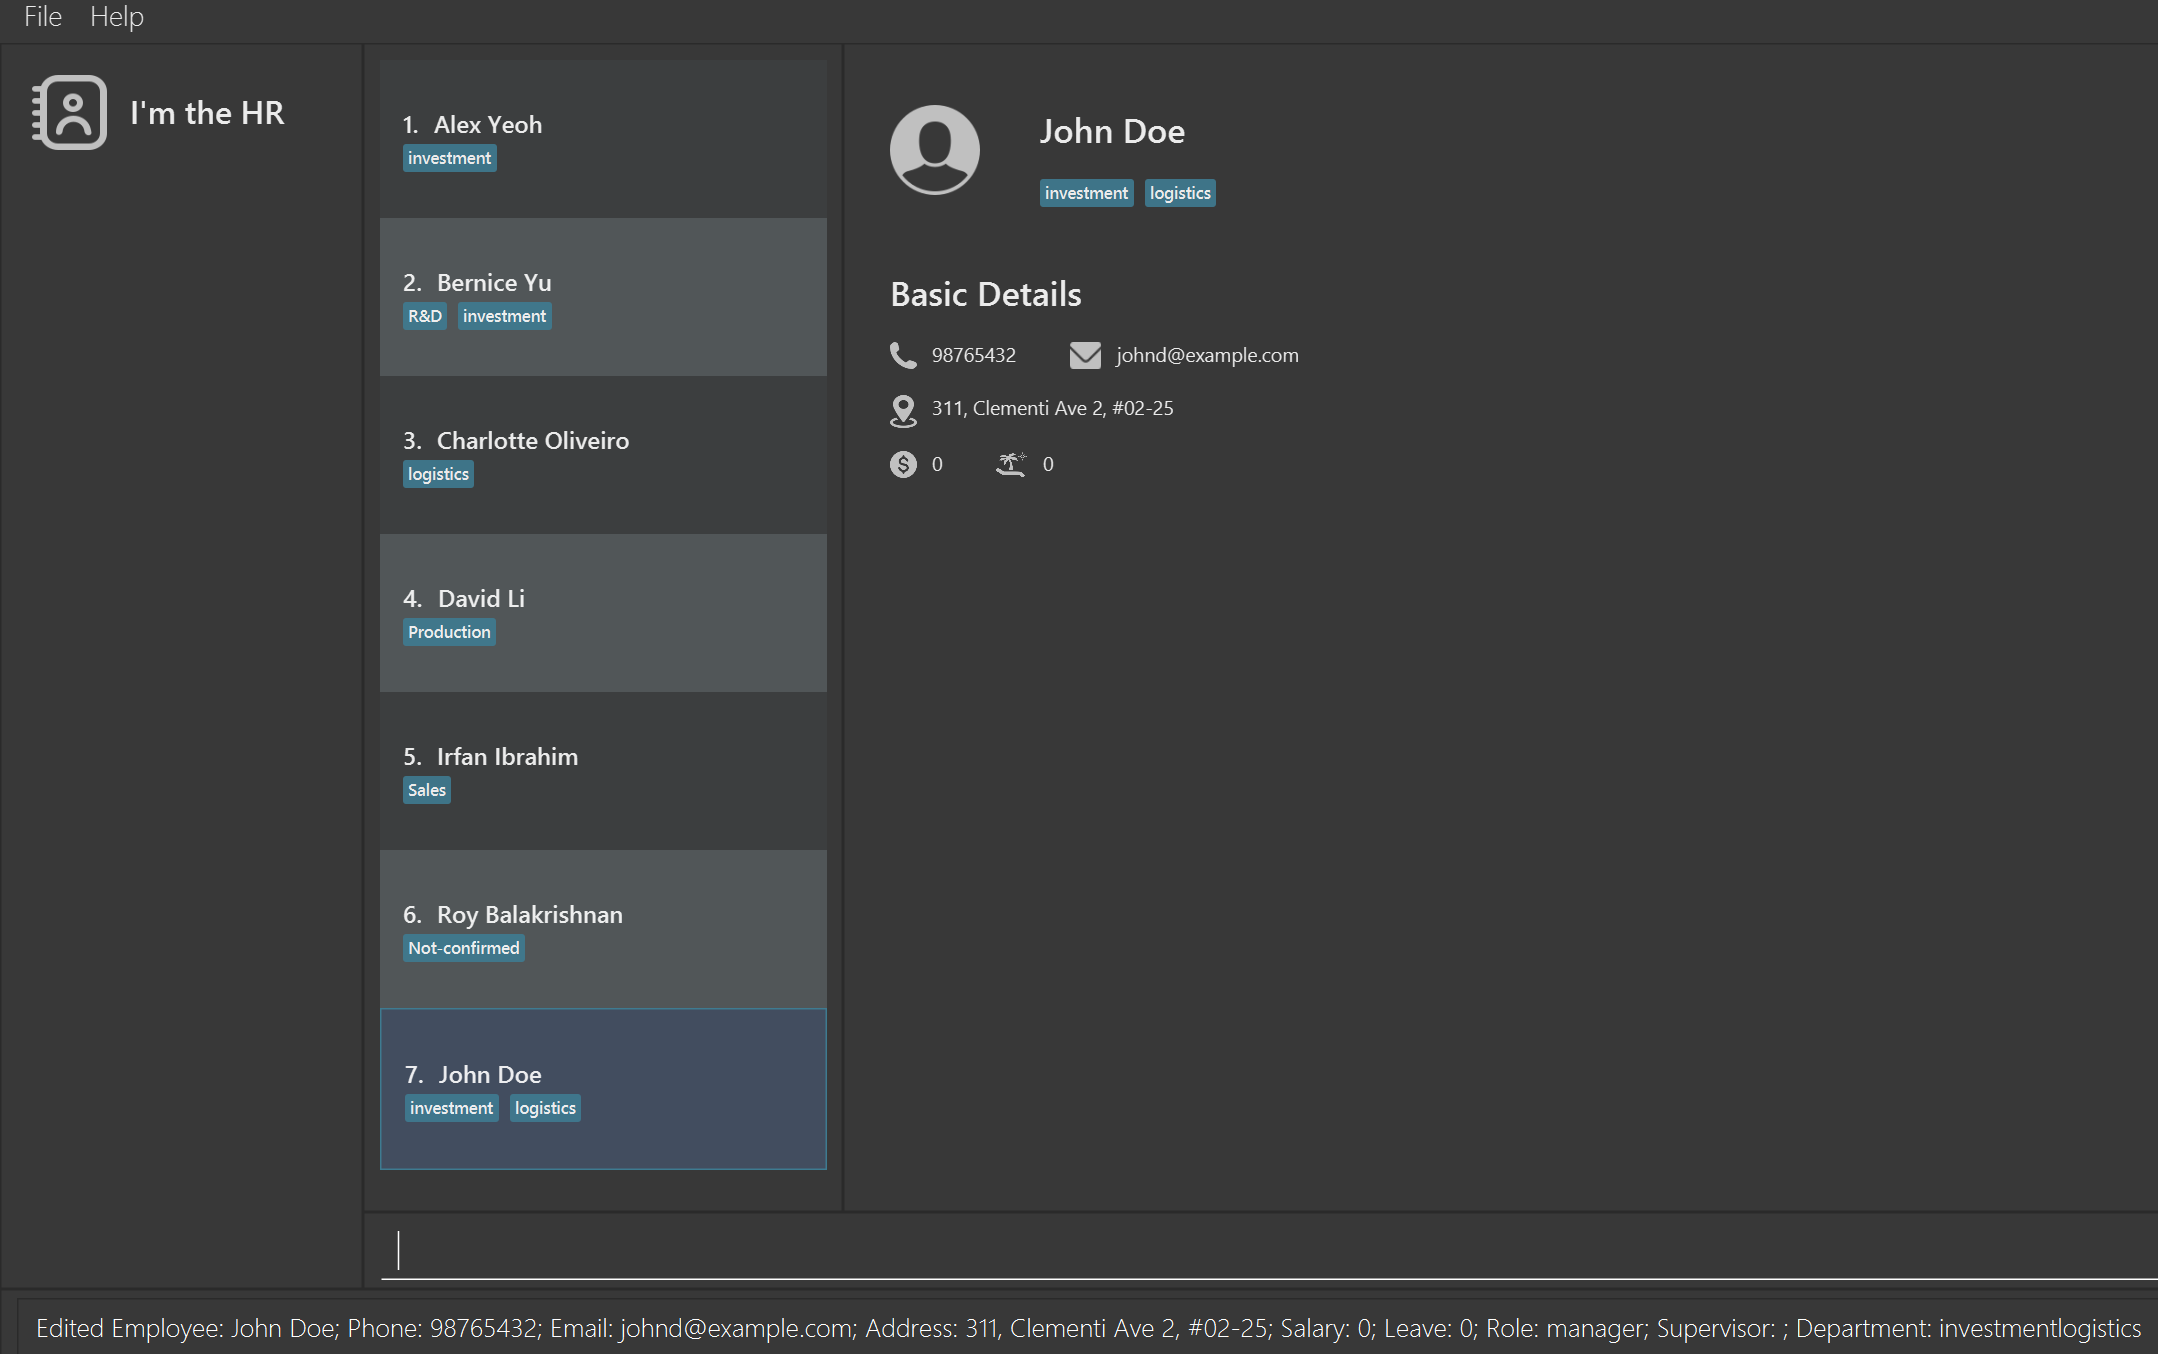 File Help
I'm the HR
1. Alex Yeoh
investment
2. Bernice Yu
R&D investment
3. Charlotte Oliveiro
logistics
4. David Li
Production
5. Irfan Ibrahim
Sales
6. Roy Balakrishnan
Not-confirmed
7. John Doe
investment logistics
John Doe
investment logistics
Basic Details
98765432 johnd@example.com
311, Clementi Ave 2, #02-25
0 0
Edited Employee: John Doe; Phone: 98765432; Email: johnd@example.com; Address: 311, Clementi Ave 2, #02-25; Salary: 0; Leave: 0; Role: manager; Supervisor: ; Department: investmentlogistics